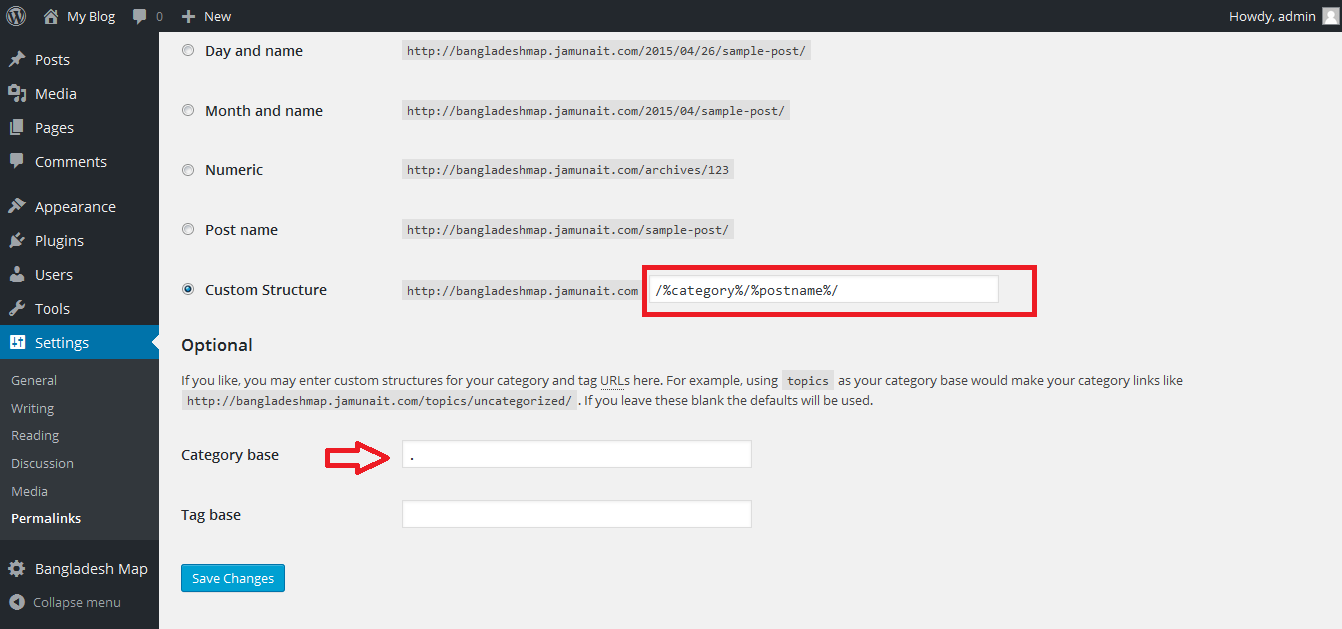 My Blog 0 New Howdy, admin
Posts
Media
Pages
Comments
Appearance
Plugins
Users
Tools
Settings
General
Writing
Reading
Discussion
Media
Permalinks
Bangladesh Map
Collapse menu
Day and name http://bangladeshmap.jamunait.com/2015/04/26/sample-post/
Month and name http://bangladeshmap.jamunait.com/2015/04/sample-post/
Numeric http://bangladeshmap.jamunait.com/archives/123
Post name http://bangladeshmap.jamunait.com/sample-post/
Custom Structure http://bangladeshmap.jamunait.com /%category%/%postname%/
Optional
If you like, you may enter custom structures for your category and tag URLs here. For example, using topics as your category base would make your category links like
http://bangladeshmap.jamunait.com/topics/uncategorized/ . If you leave these blank the defaults will be used.
Category base .
Tag base
Save Changes